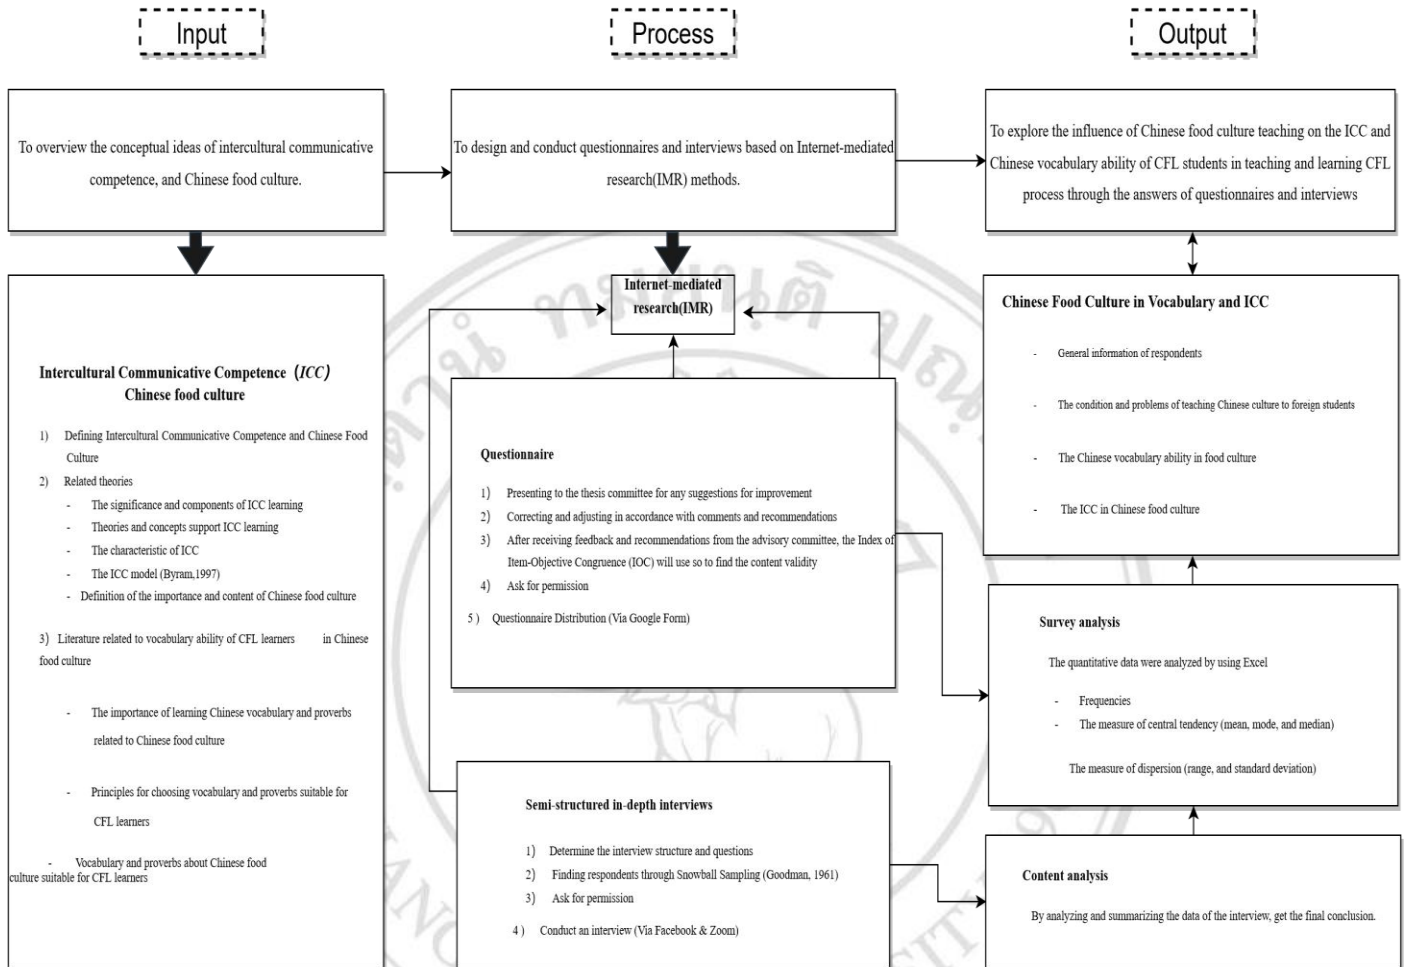 Input
Process
Output
To overview the conceptual ideas of intercultural communicative
competence, and Chinese food culture.
To design and conduct questionnaires and interviews based on Internet-mediated
research(IMR) methods.
To explore the influence of Chinese food culture teaching on the ICC and
Chinese vocabulary ability of CFL students in teaching and learning CFL
process through the answers of questionnaires and interviews
Intercultural Communicative Competence (ICC)
Chinese food culture
1) Defining Intercultural Communicative Competence and Chinese Food
Culture
2) Related theories
- The significance and components of ICC learning
- Theories and concepts support ICC learning
- The characteristic of ICC
- The ICC model (Byram,1997)
- Definition of the importance and content of Chinese food culture
3) Literature related to vocabulary ability of CFL learners in Chinese
food culture
- The importance of learning Chinese vocabulary and proverbs
related to Chinese food culture
- Principles for choosing vocabulary and proverbs suitable for
CFL learners
- Vocabulary and proverbs about Chinese food
culture suitable for CFL learners
Internet-mediated
research(IMR)
Questionnaire
1) Presenting to the thesis committee for any suggestions for improvement
2) Correcting and adjusting in accordance with comments and recommendations
3) After receiving feedback and recommendations from the advisory committee, the Index of
Item-Objective Congruence (IOC) will use so to find the content validity
4) Ask for permission
5 ) Questionnaire Distribution (Via Google Form)
Semi-structured in-depth interviews
1) Determine the interview structure and questions
2) Finding respondents through Snowball Sampling (Goodman, 1961)
3) Ask for permission
4 ) Conduct an interview (Via Facebook & Zoom)
Chinese Food Culture in Vocabulary and ICC
- General information of respondents
- The condition and problems of teaching Chinese culture to foreign students
- The Chinese vocabulary ability in food culture
- The ICC in Chinese food culture
Survey analysis
The quantitative data were analyzed by using Excel
- Frequencies
- The measure of central tendency (mean, mode, and median)
The measure of dispersion (range, and standard deviation)
Content analysis
By analyzing and summarizing the data of the interview, get the final conclusion.